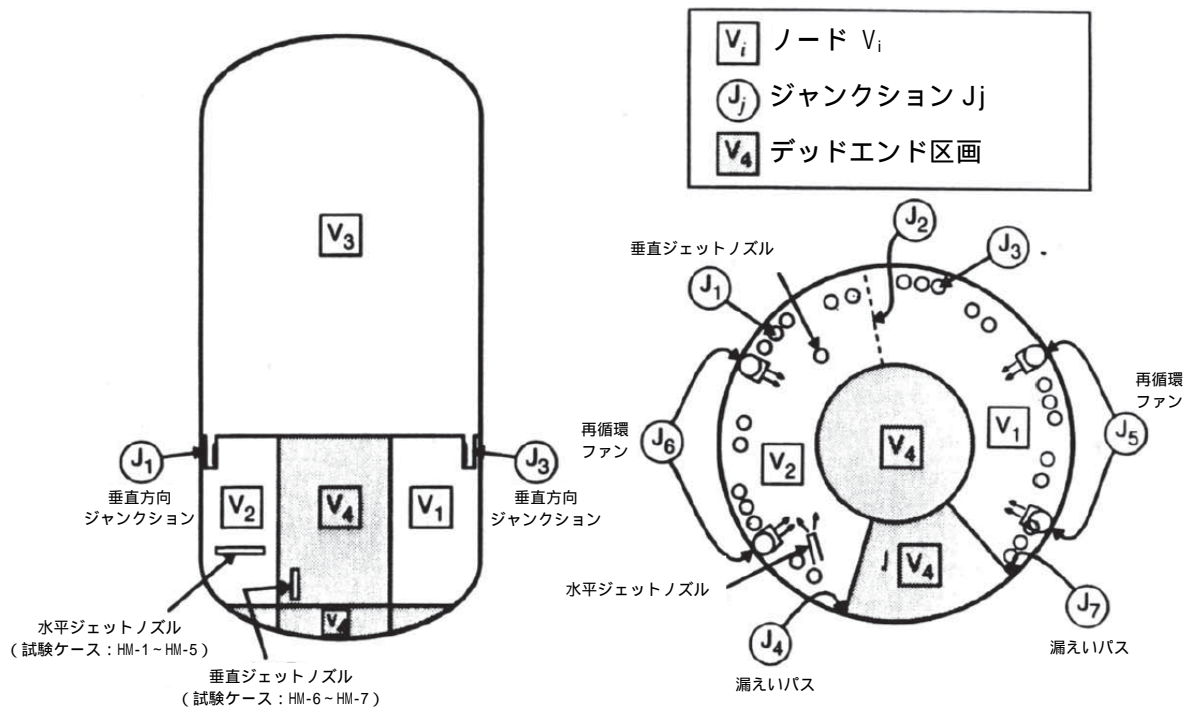 Vi ノード Vi
Jj ジャンクション Jj
V4 デッドエンド区画
V3
J1
垂直方向
ジャンクション
V2
V4
V1
J3
垂直方向
ジャンクション
V4
水平ジェットノズル
(試験ケース:HM-1~HM-5)
垂直ジェットノズル
(試験ケース:HM-6~HM-7)
垂直ジェットノズル
J2
J3
J1
再循環
ファン
J6
V2
V4
V1
J5
再循環
ファン
V4
水平ジェットノズル
J4
漏えいパス
J7
漏えいパス